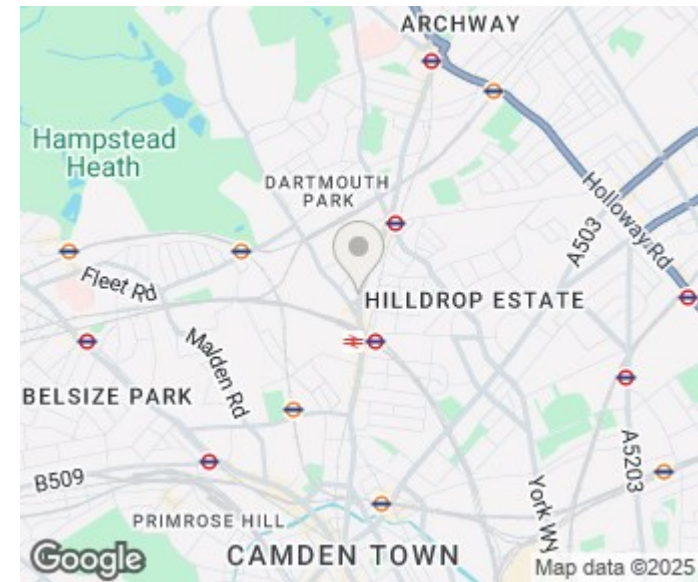 ARCHWAY
Hampstead
Heath
DARTMOUTH
PARK
Holloway Rd
A503
Fleet Rd
HILLDROP ESTATE
Malden Rd
BELSIZE PARK
A5203
B509
York Wy
PRIMROSE HILL
CAMDEN TOWN
Google
Map data ©2025